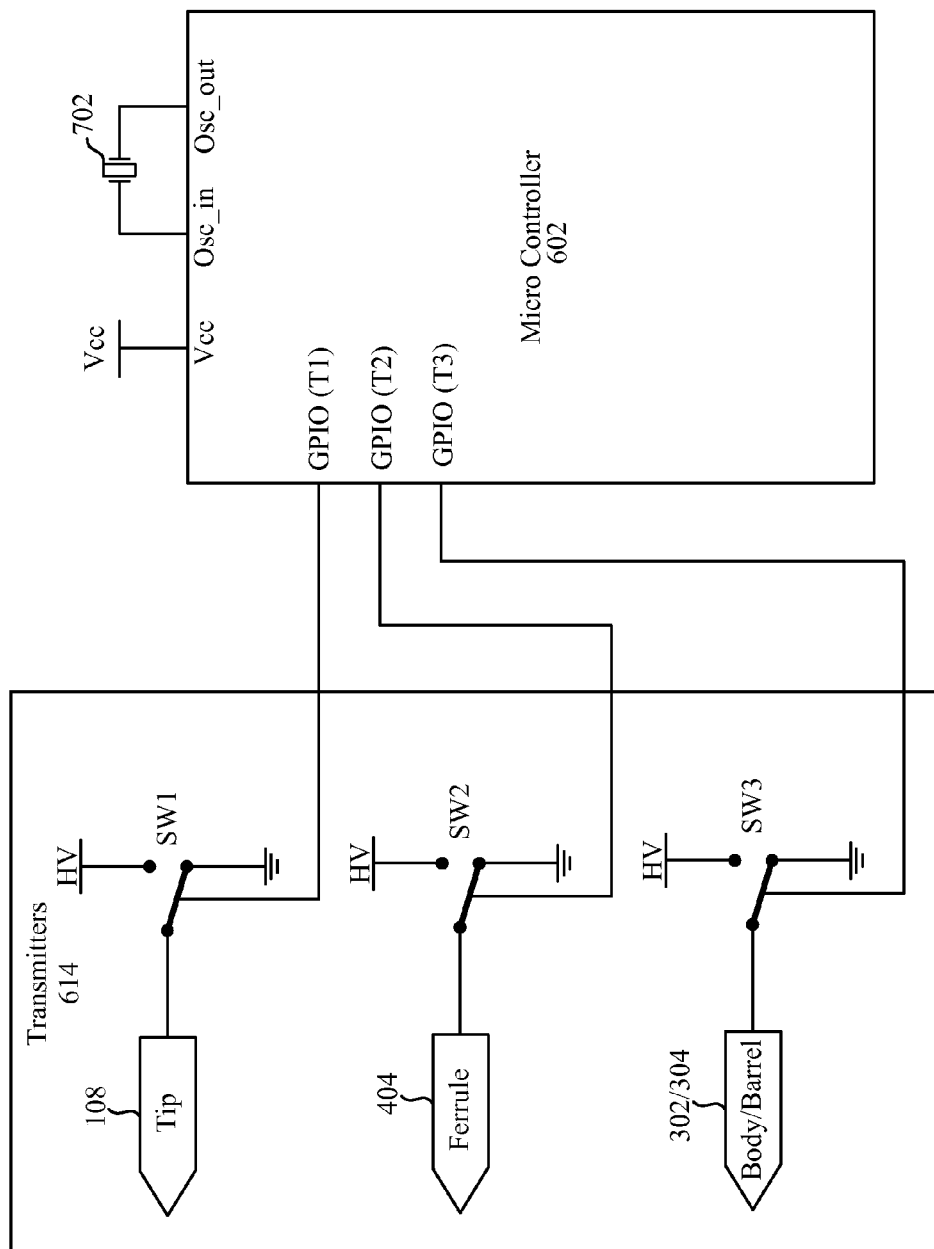 Transmitters
614
HV
SW1
108
Tip
HV
SW2
404
Ferrule
HV
SW3
302/304
Body/Barrel
Vcc
702
Vcc
Osc_in
Osc_out
GPIO (T1)
GPIO (T2)
GPIO (T3)
Micro Controller
602